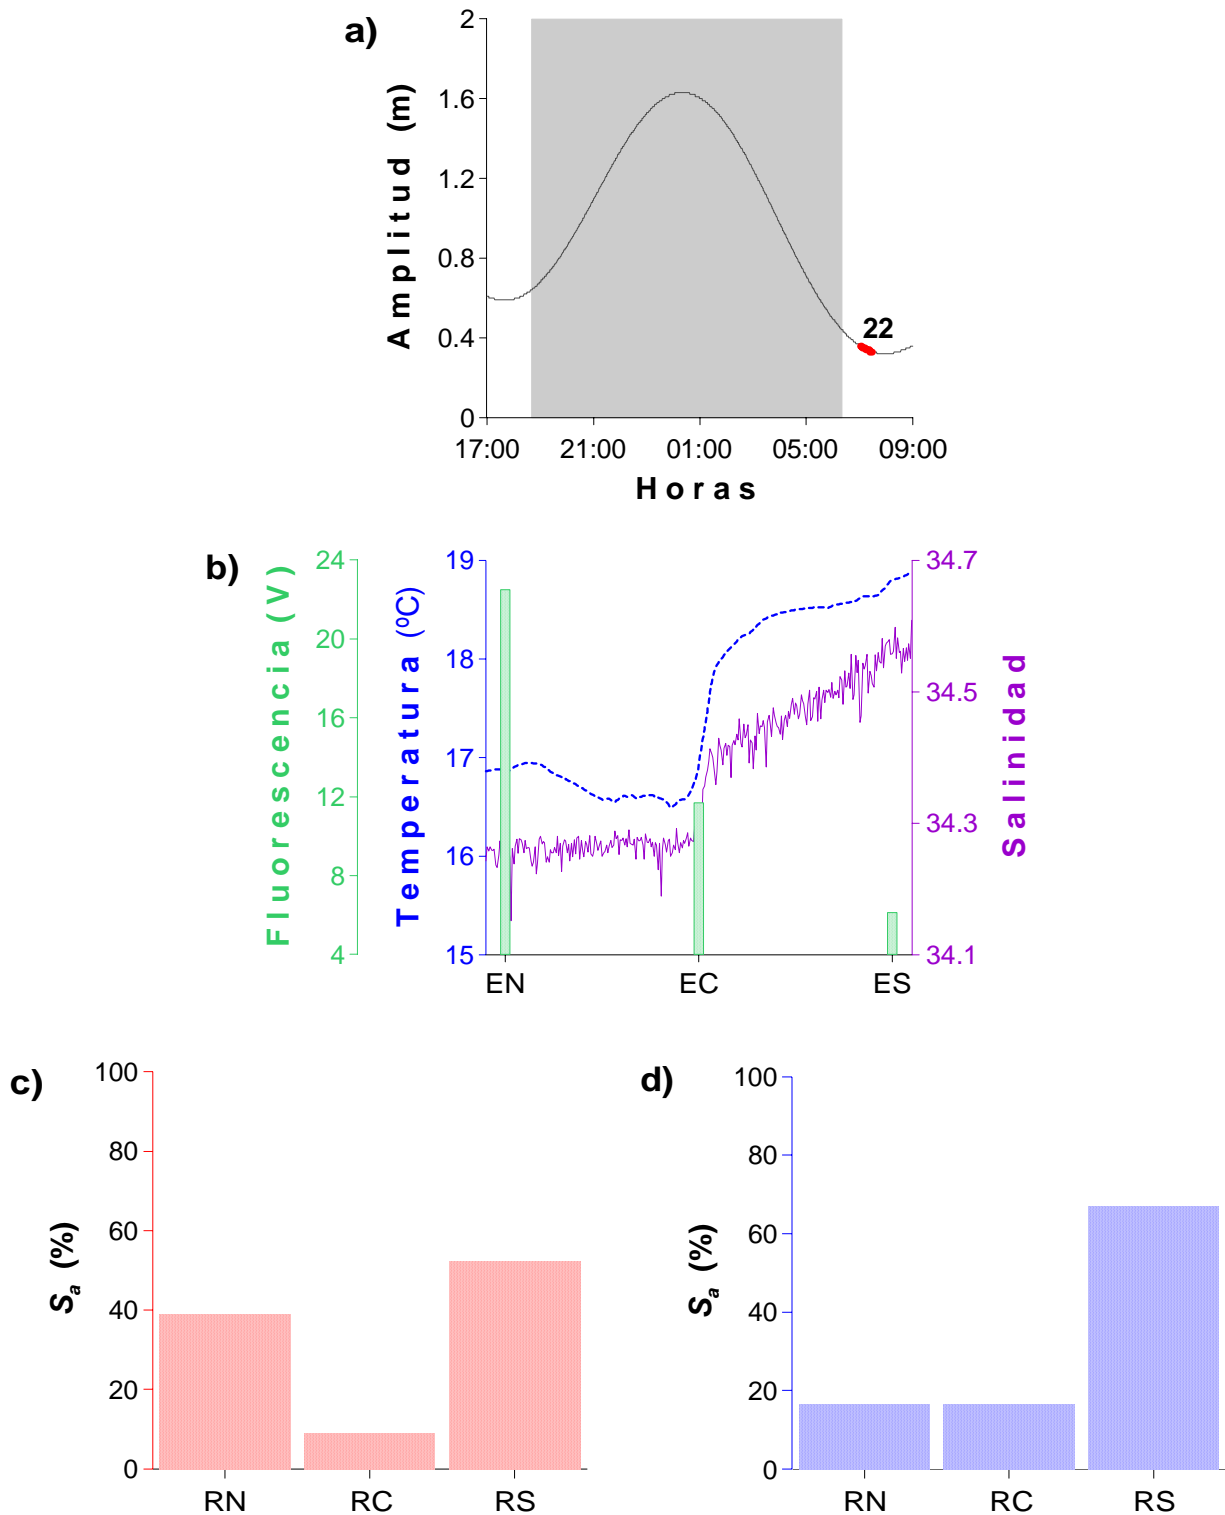 a)
Amplitud (m)
2
1.6
1.2
0.8
0.4
0
22
17:00 21:00 01:00 05:00 09:00
Horas
b)
Fluorescencia (V)
24
20
16
12
8
4
Temperatura (ºC)
19
18
17
16
15
34.7
34.5
34.3
34.1
Salinidad
EN EC ES
c)
Sa (%)
100
80
60
40
20
0
RN RC RS
d)
Sa (%)
100
80
60
40
20
0
RN RC RS